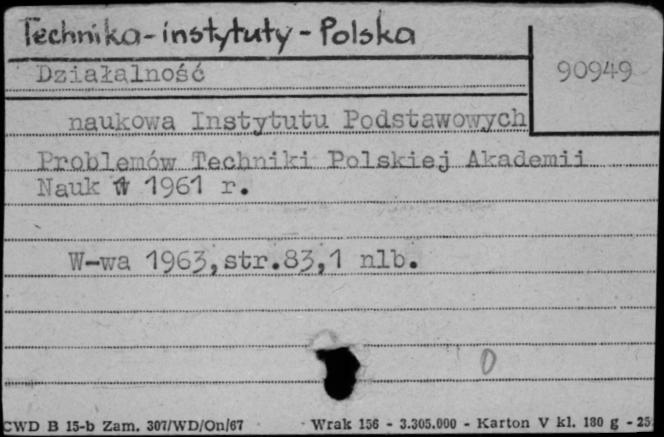 Technika-instytuty-Polska
Działalność
90949
naukowa Instytutu Podstawowych
Problemów Techniki Polskiej Akademii
Nauk w 1961 r.
W-wa 1963,str.83,1 nlb.
0
CWD B 15-b Zam. 307/WD/On/67 Wrak 156 - 3.305.000 - Karton V kl. 180 g - 25